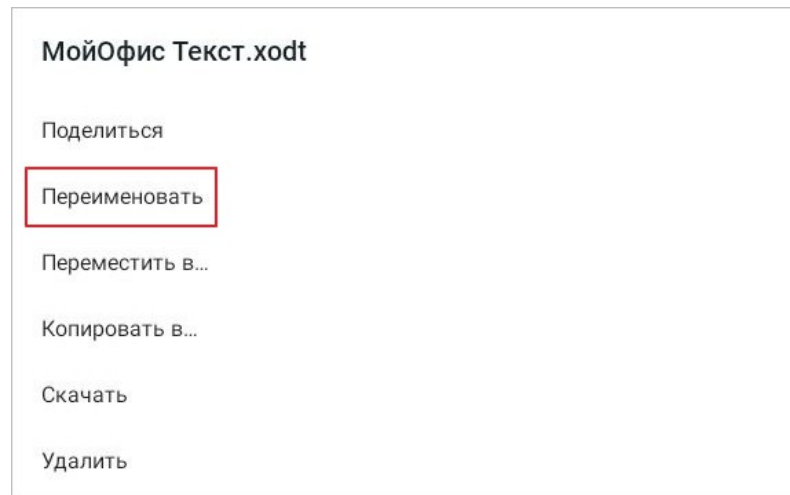 МойОфис Текст.xodt
Поделиться
Переименовать
Переместить в...
Копировать в...
Скачать
Удалить